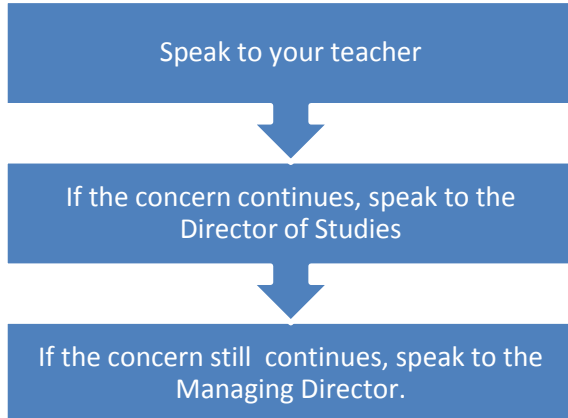 Speak to your teacher
If the concern continues, speak to the
Director of Studies
If the concern still  continues, speak to the
Managing Director.